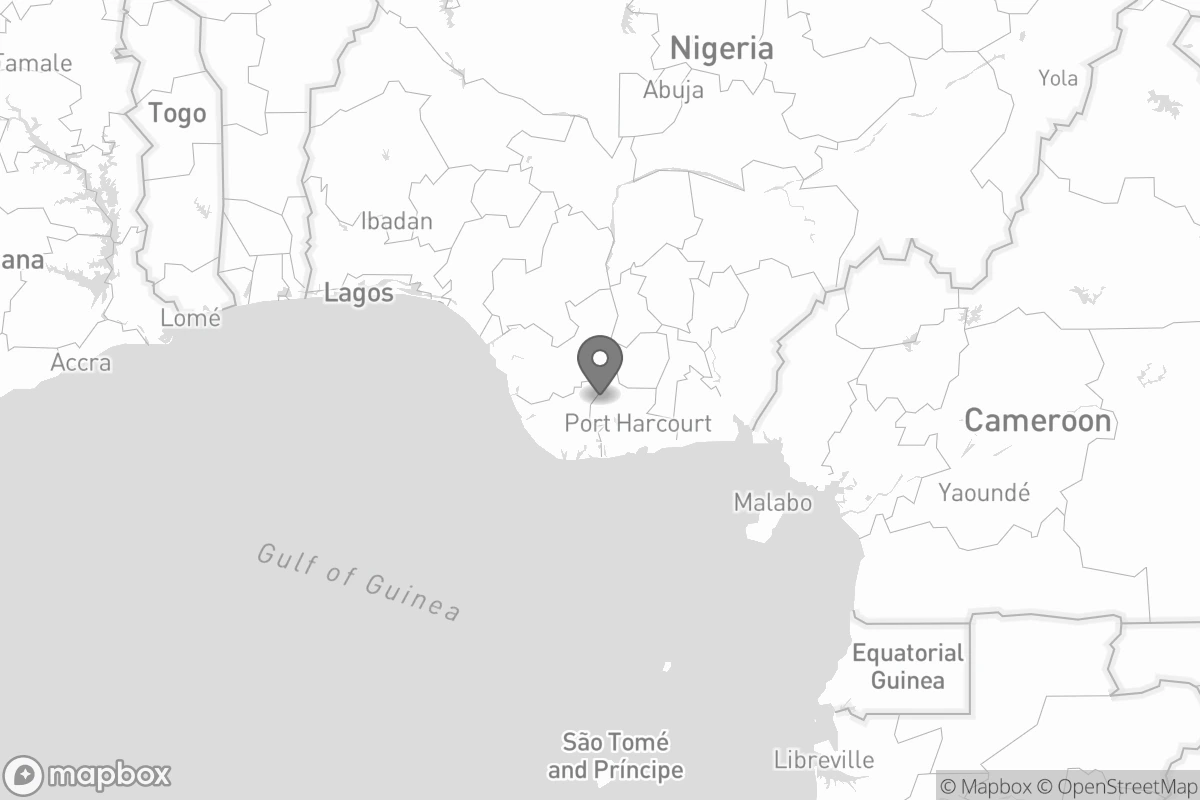 Nigeria
Tamale
Yola
Abuja
Togo
Ibadan
ana
Lagos
Lomé
Accra
Port Harcourt
Cameroon
Yaoundé
Malabo
Gulf of Guinea
Equatorial
Guinea
São Tomé
and Príncipe
Libreville
mapbox
© Mapbox © OpenStreetMap